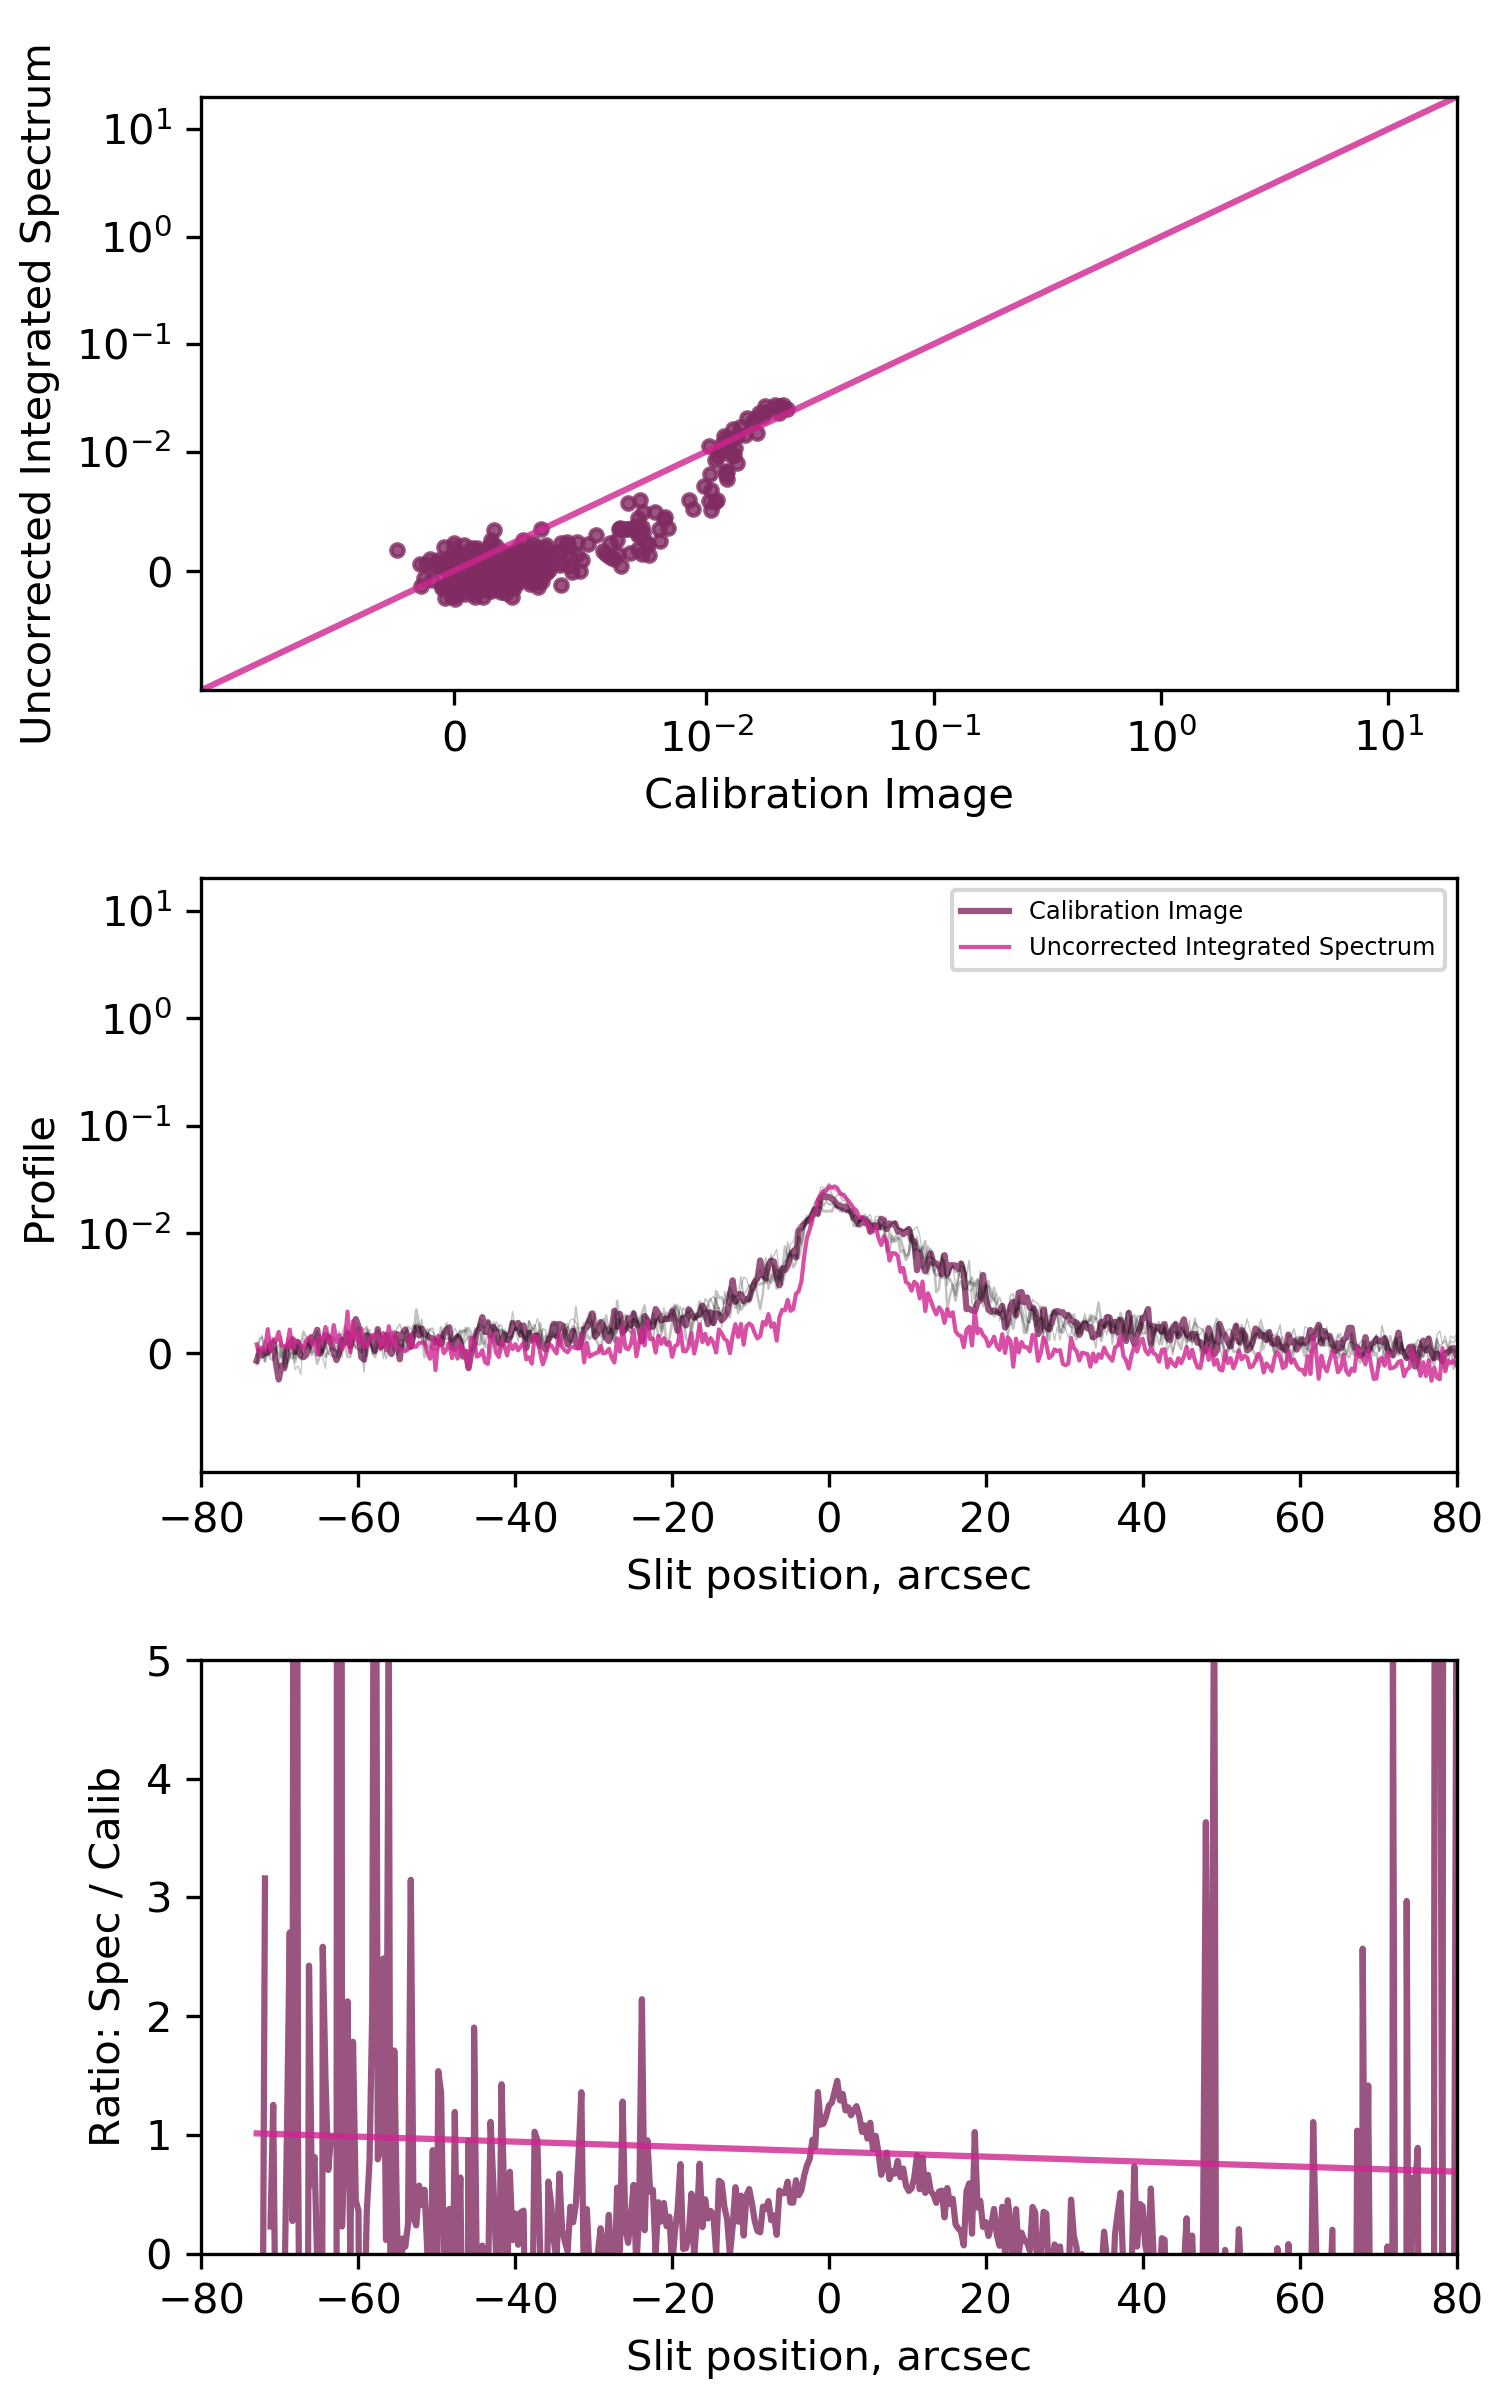 Uncorrected Integrated Spectrum
10¹
10⁰
10⁻¹
10⁻²
0
0 10⁻² 10⁻¹ 10⁰ 10¹
Calibration Image
Calibration Image
Uncorrected Integrated Spectrum
Profile
10¹
10⁰
10⁻¹
10⁻²
0
−80 −60 −40 −20 0 20 40 60 80
Slit position, arcsec
Ratio: Spec / Calib
5
4
3
2
1
0
−80 −60 −40 −20 0 20 40 60 80
Slit position, arcsec